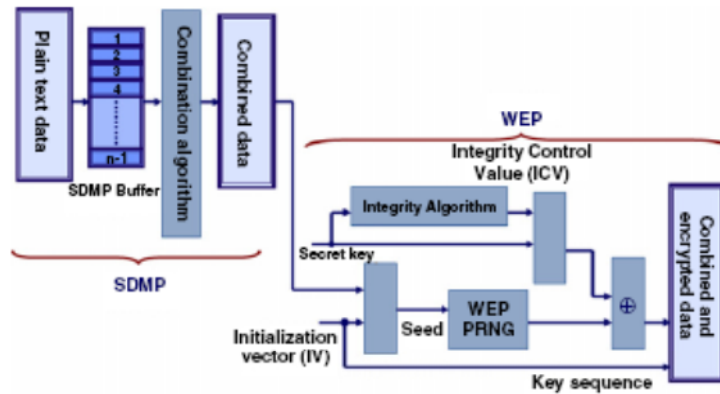 Plain text data
1
2
3
4
n-1
SDMP Buffer
Combination algorithm
Combined data
SDMP
WEP
Integrity Control
Value (ICV)
Integrity Algorithm
Secret key
Initialization
vector (IV)
Seed
WEP
PRNG
Key sequence
Combined and
encrypted data